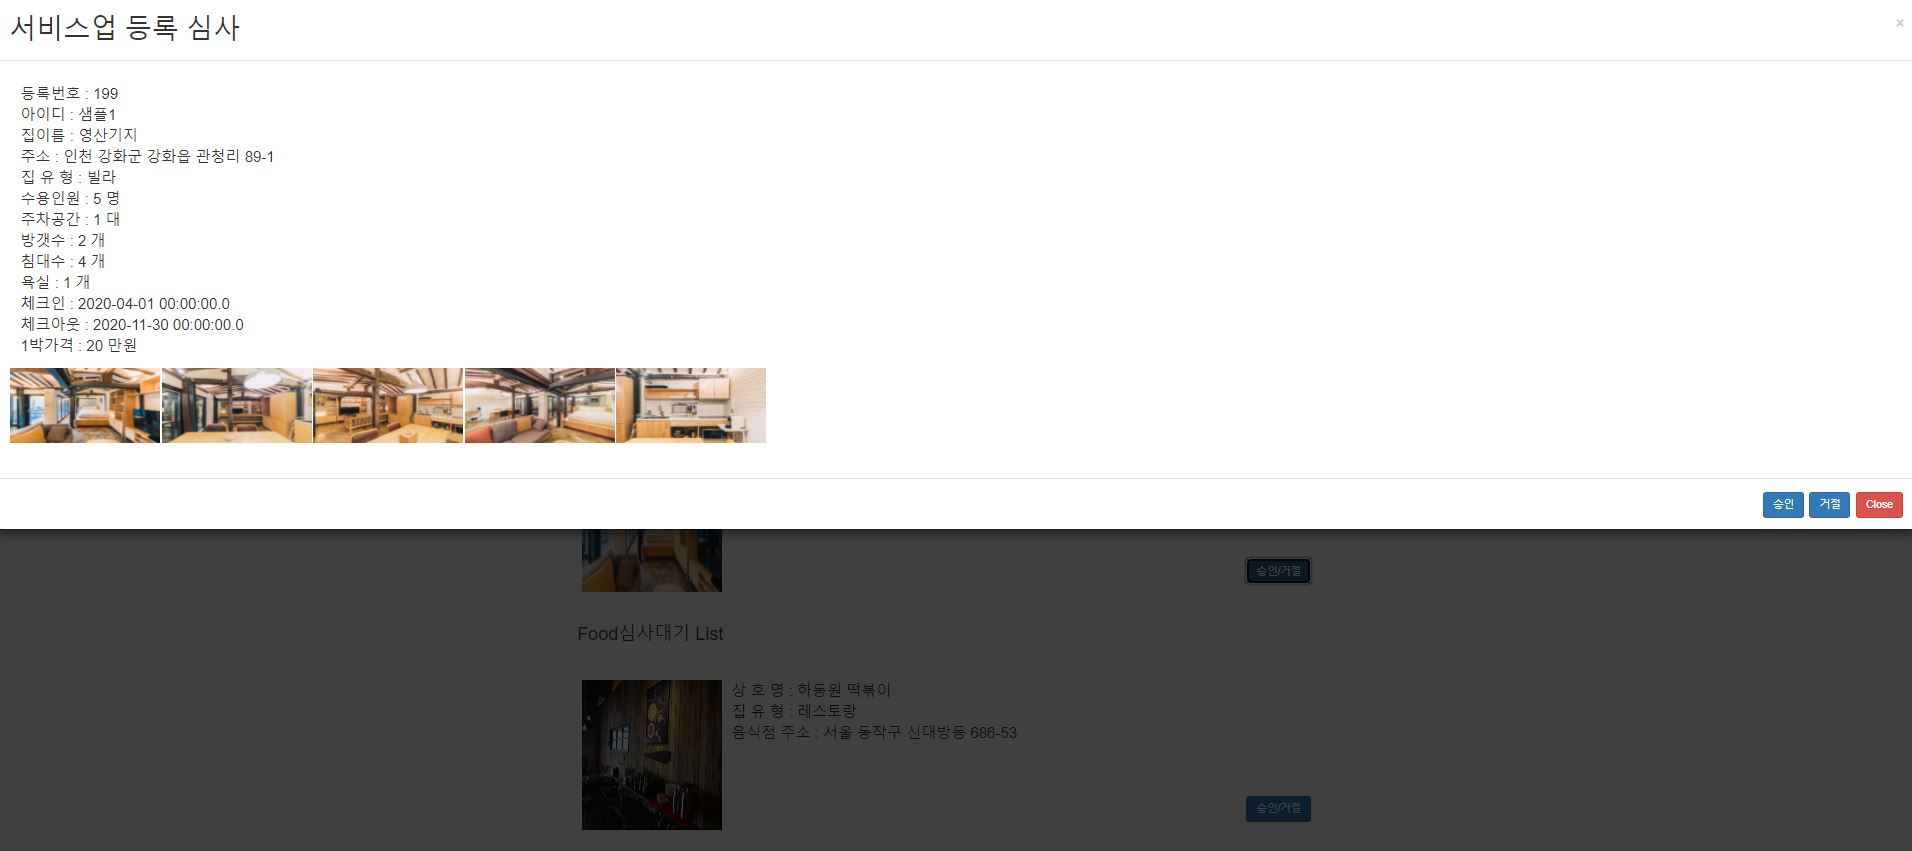 서비스업 등록 심사
×
등록번호 : 199
아이디 : 샘플1
집이름 : 영산기지
주소 : 인천 강화군 강화읍 관청리 89-1
집 유 형 : 빌라
수용인원 : 5 명
주차공간 : 1 대
방갯수 : 2 개
침대수 : 4 개
욕실 : 1 개
체크인 : 2020-04-01 00:00:00.0
체크아웃 : 2020-11-30 00:00:00.0
1박가격 : 20 만원
승인 거절 Close
승인/거절
Food심사대기 List
상 호 명 : 하동원 떡볶이
집 유 형 : 레스토랑
음식점 주소 : 서울 동작구 신대방동 686-53
승인/거절